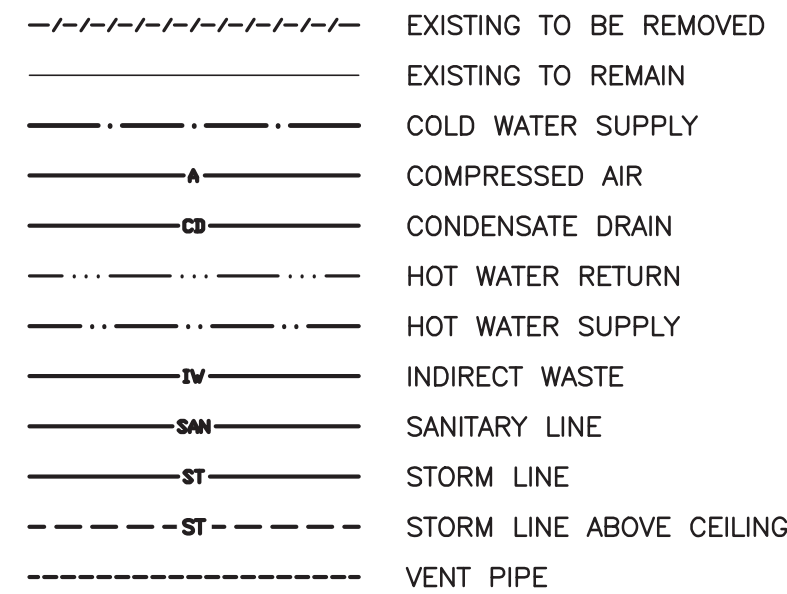 EXISTING TO BE REMOVED
EXISTING TO REMAIN
COLD WATER SUPPLY
A COMPRESSED AIR
CD CONDENSATE DRAIN
HOT WATER RETURN
HOT WATER SUPPLY
IW INDIRECT WASTE
SAN SANITARY LINE
ST STORM LINE
ST STORM LINE ABOVE CEILING
VENT PIPE